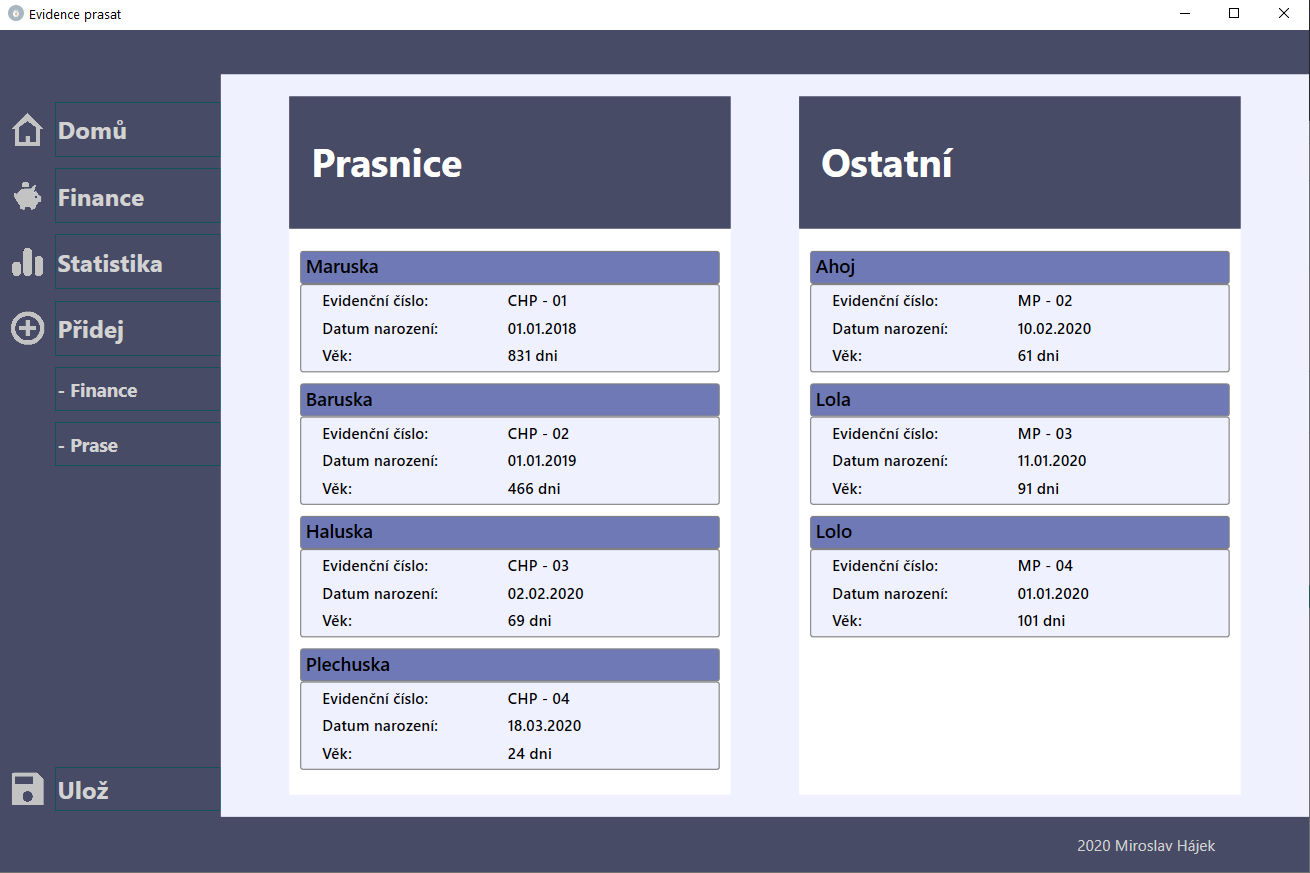 Evidence prasat
Domů
Finance
Statistika
Přidej
- Finance
- Prase
Ulož
Prasnice
Maruska
Evidenční číslo: CHP - 01
Datum narození: 01.01.2018
Věk: 831 dni
Baruska
Evidenční číslo: CHP - 02
Datum narození: 01.01.2019
Věk: 466 dni
Haluska
Evidenční číslo: CHP - 03
Datum narození: 02.02.2020
Věk: 69 dni
Plechuska
Evidenční číslo: CHP - 04
Datum narození: 18.03.2020
Věk: 24 dni
Ostatní
Ahoj
Evidenční číslo: MP - 02
Datum narození: 10.02.2020
Věk: 61 dni
Lola
Evidenční číslo: MP - 03
Datum narození: 11.01.2020
Věk: 91 dni
Lolo
Evidenční číslo: MP - 04
Datum narození: 01.01.2020
Věk: 101 dni
2020 Miroslav Hájek